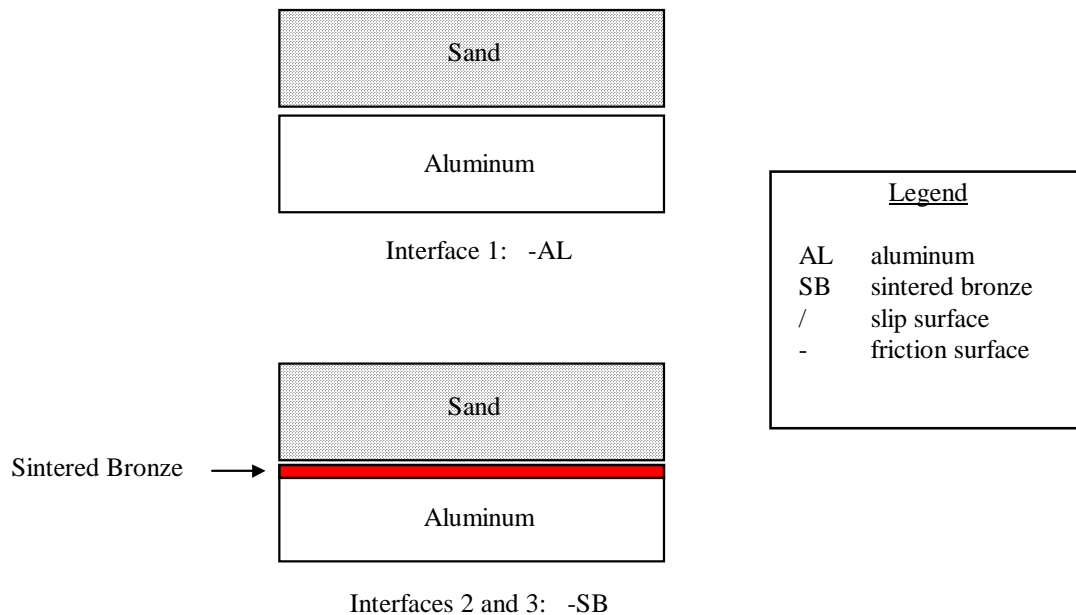 Sand
Aluminum
Interface 1: -AL
Legend
AL aluminum
SB sintered bronze
/ slip surface
- friction surface
Sand
Sintered Bronze
Aluminum
Interfaces 2 and 3: -SB